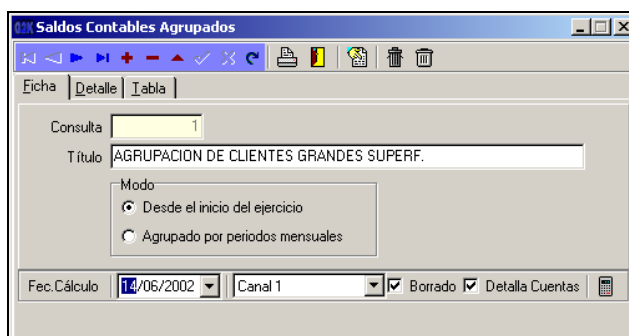 Saldos Contables Agrupados
Ficha Detalle Tabla
Consulta 1
Título AGRUPACION DE CLIENTES GRANDES SUPERF.
Modo
Desde el inicio del ejercicio
Agrupado por periodos mensuales
Fec.Cálculo 14/06/2002 Canal 1 Borrado Detalla Cuentas